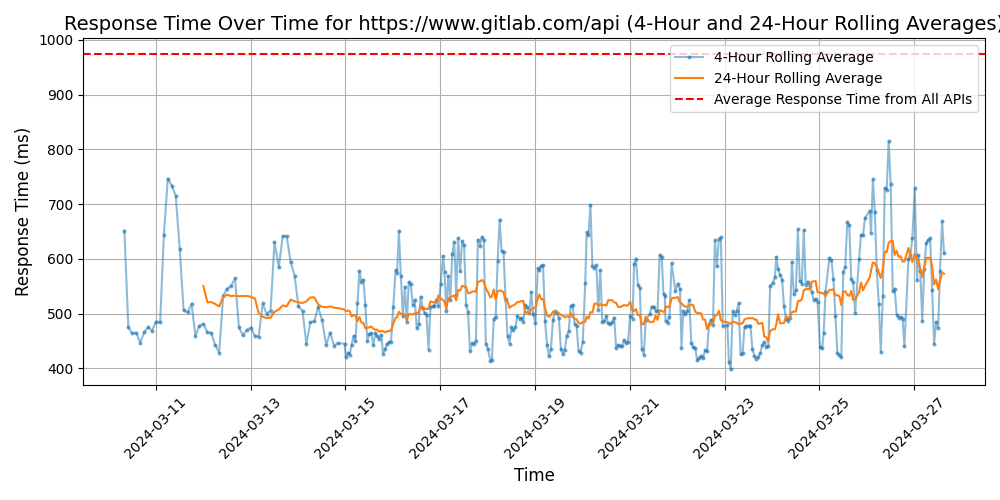 Response Time Over Time for https://www.gitlab.com/api (4-Hour and 24-Hour Rolling Averages)
1000
900
800
700
600
500
400
Response Time (ms)
4-Hour Rolling Average
24-Hour Rolling Average
Average Response Time from All APIs
2024-03-11
2024-03-13
2024-03-15
2024-03-17
2024-03-19
2024-03-21
2024-03-23
2024-03-25
2024-03-27
Time